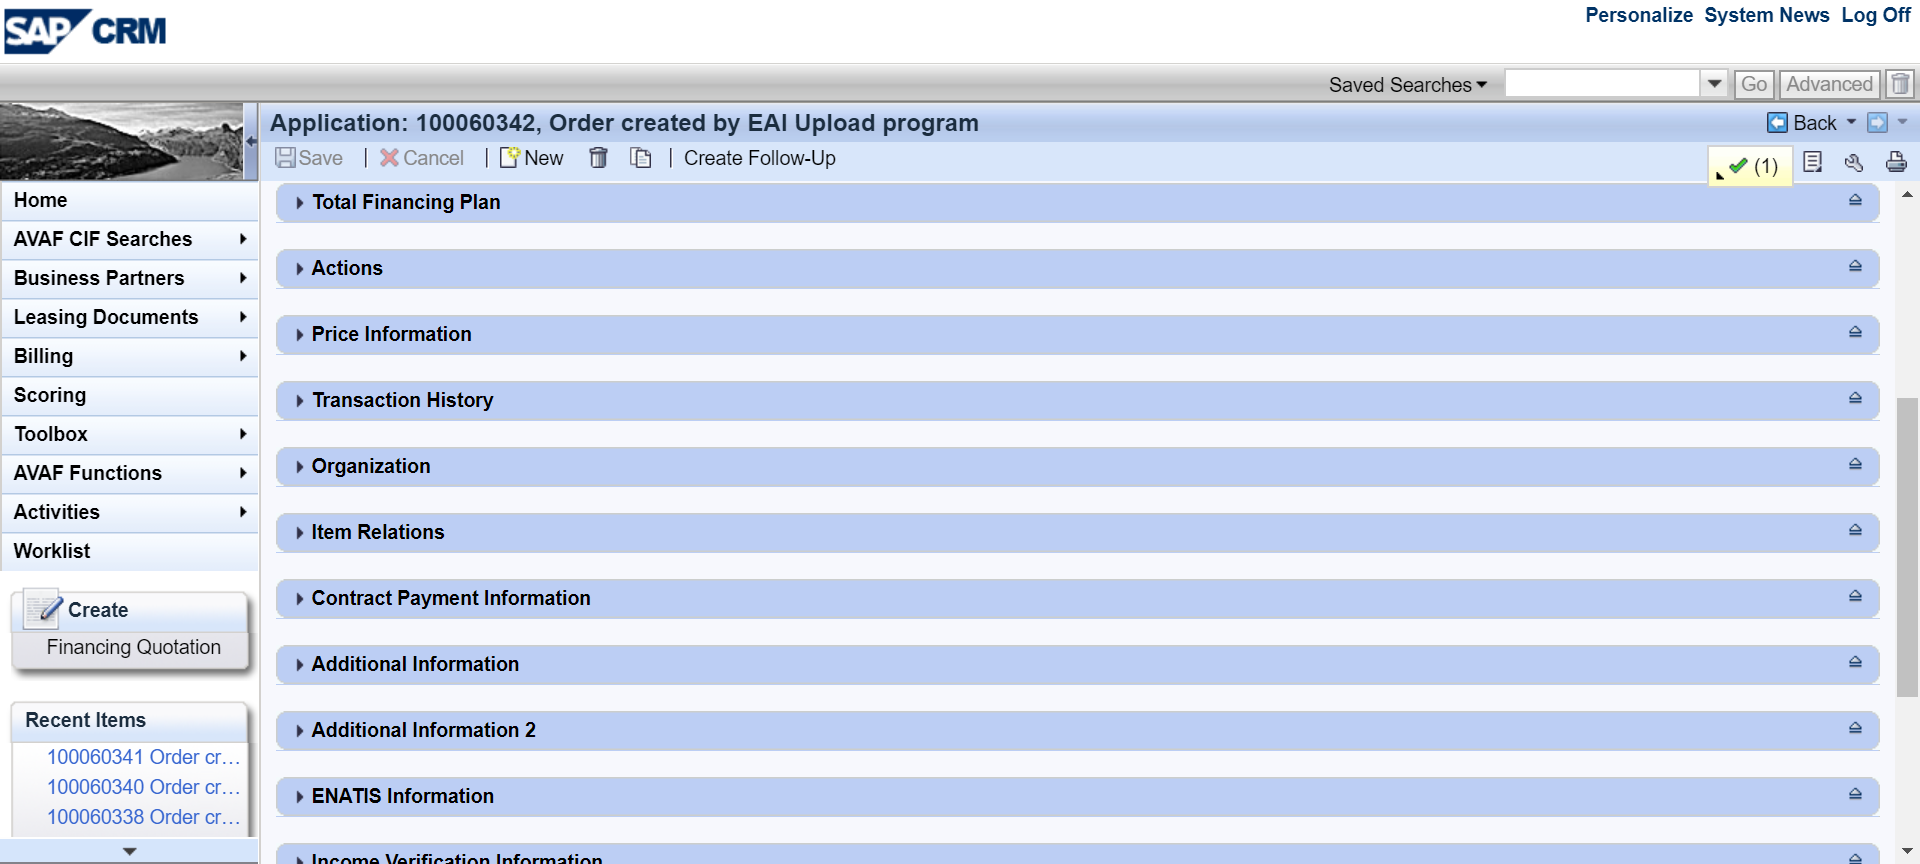 SAP CRM
Personalize System News Log Off
Saved Searches Go Advanced
Application: 100060342, Order created by EAI Upload program
Back
Save | Cancel | New | Create Follow-Up
(1)
Home
AVAF CIF Searches
Business Partners
Leasing Documents
Billing
Scoring
Toolbox
AVAF Functions
Activities
Worklist
Create
Financing Quotation
Recent Items
100060341 Order cr...
100060340 Order cr...
100060338 Order cr...
Total Financing Plan
Actions
Price Information
Transaction History
Organization
Item Relations
Contract Payment Information
Additional Information
Additional Information 2
ENATIS Information
Income Verification Information